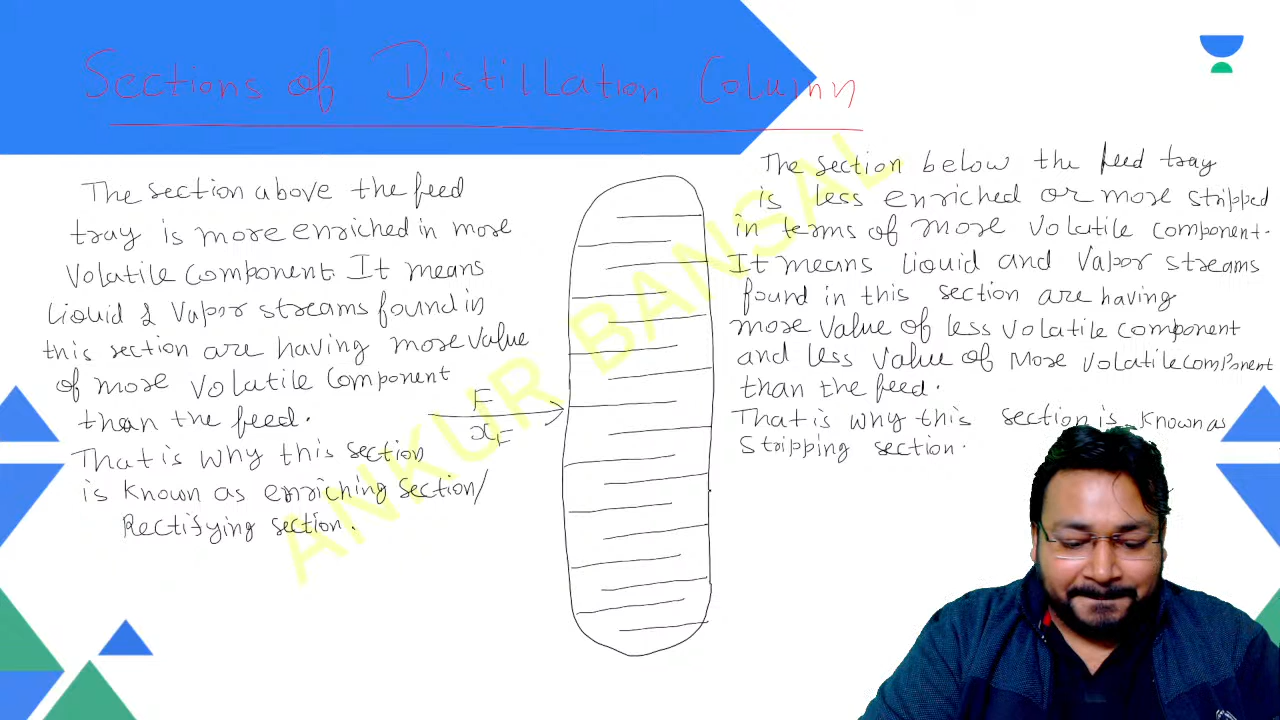 Sections of Distillation Column
The section above the feed
tray is more enriched in more
Volatile component. It means
Liquid & Vapor streams found in
this section are having more value
of more volatile component
than the feed.
That is why this section
is known as enriching section/
Rectifying section.
F
xF
The section below the feed tray
is less enriched or more stripped
in terms of more volatile component.
It means Liquid and Vapor streams
found in this section are having
more value of less volatile component
and less value of more volatile component
than the feed.
That is why this section is known as
Stripping section.
ANKUR BANSAL